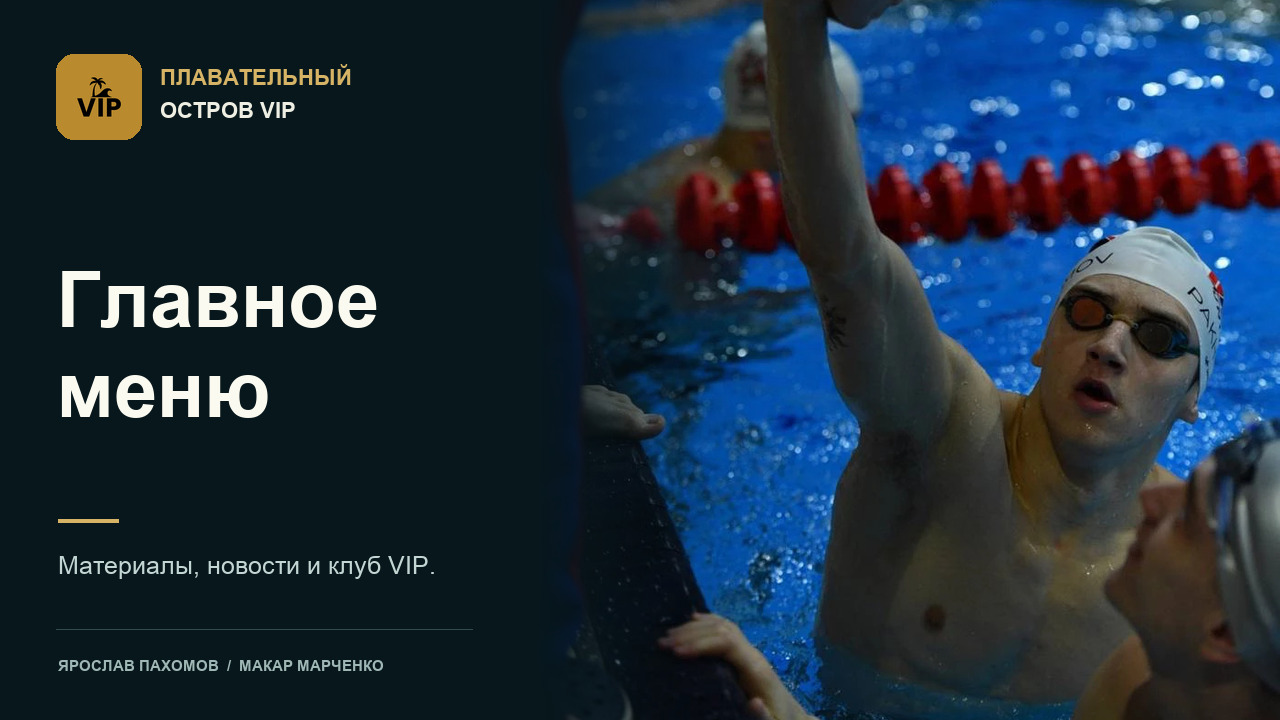 VIP
ПЛАВАТЕЛЬНЫЙ
ОСТРОВ VIP
Главное
меню
Материалы, новости и клуб VIP.
ЯРОСЛАВ ПАХОМОВ / МАКАР МАРЧЕНКО